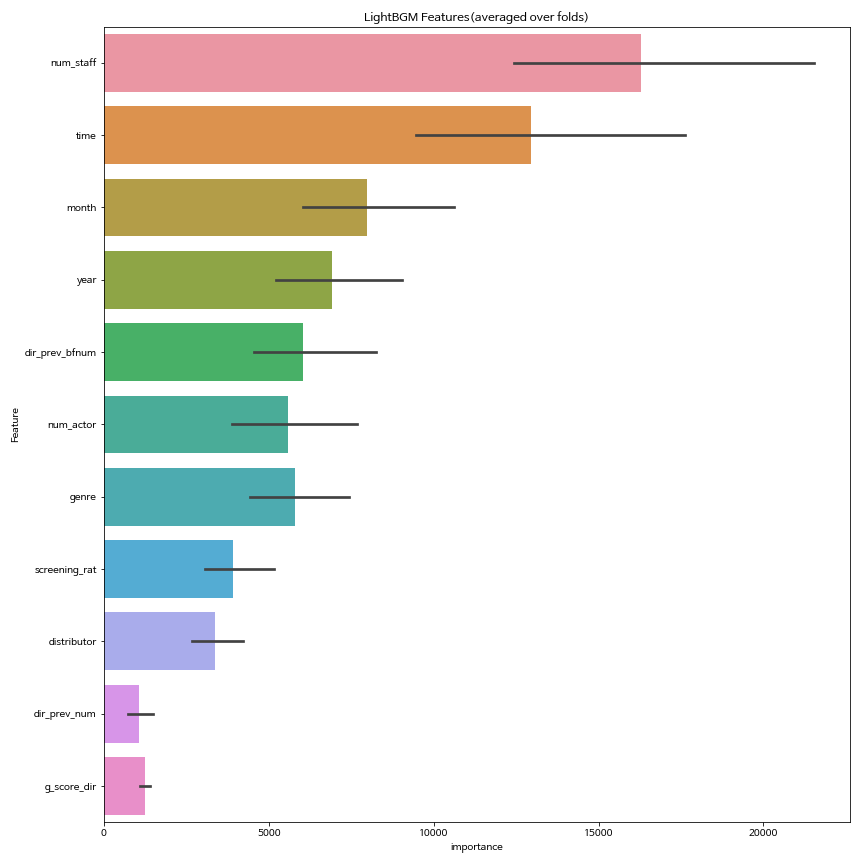 LightBGM Features (averaged over folds)
num_staff
time
month
year
dir_prev_bfnum
num_actor
genre
screening_rat
distributor
dir_prev_num
g_score_dir
Feature
0 5000 10000 15000 20000
importance